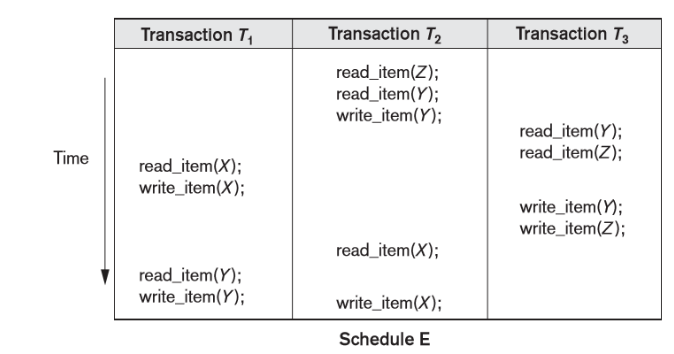 Transaction T1 Transaction T2 Transaction T3
read_item(Z);
read_item(Y);
write_item(Y);
read_item(Y);
read_item(Z);
Time
read_item(X);
write_item(X);
write_item(Y);
write_item(Z);
read_item(X);
read_item(Y);
write_item(Y);
write_item(X);
Schedule E